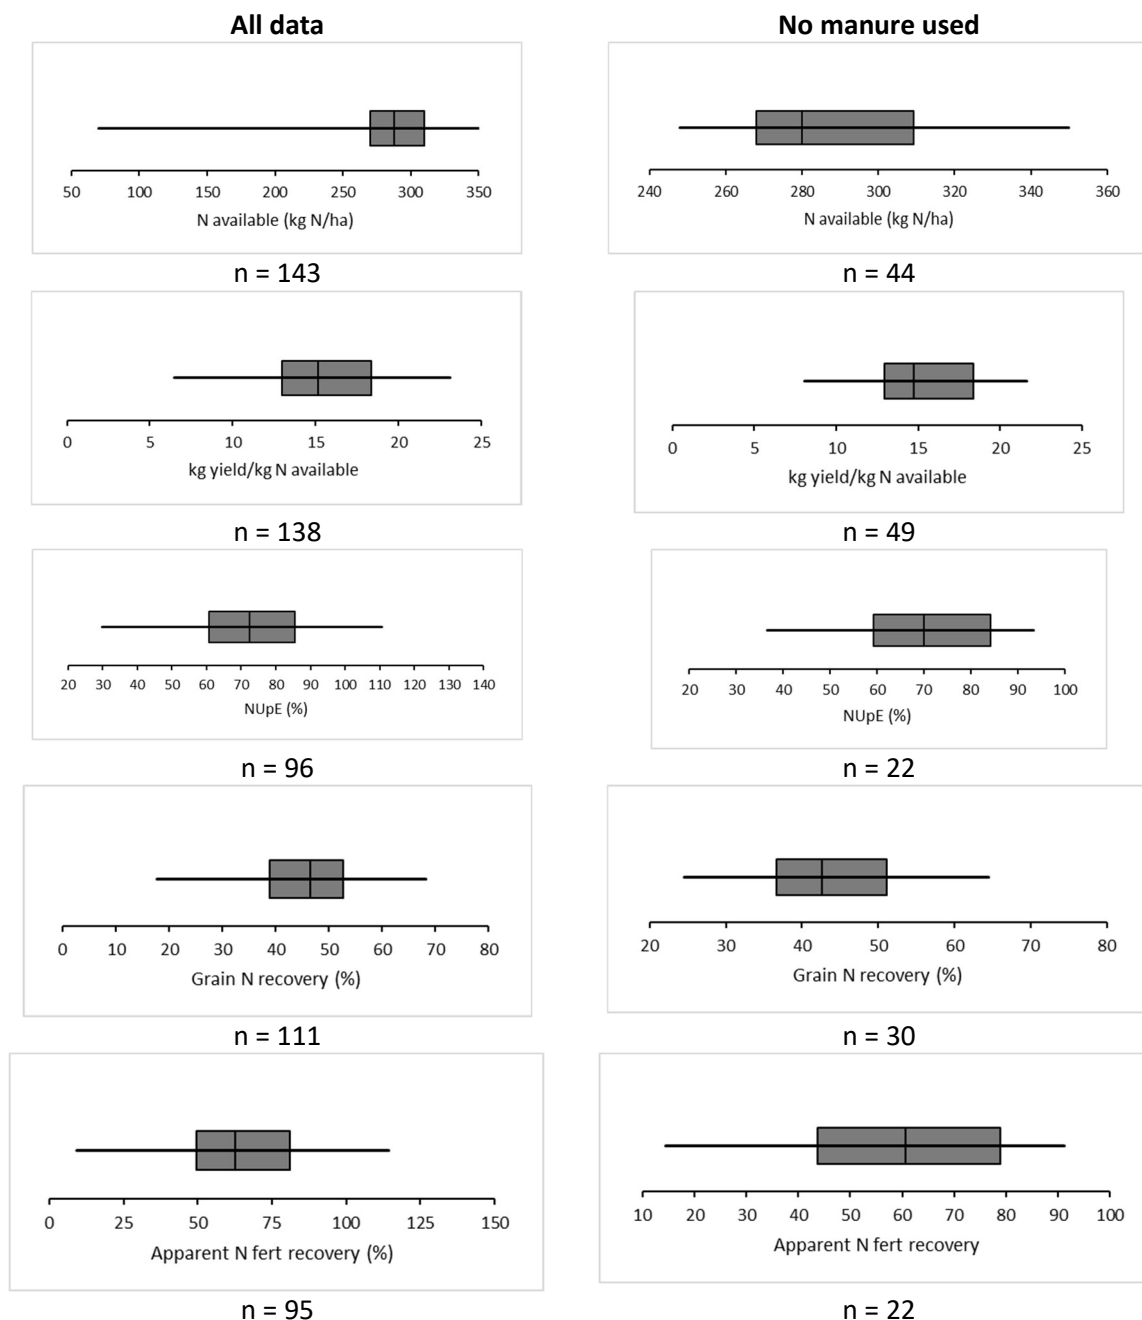 All data
No manure used
50 100 150 200 250 300 350
N available (kg N/ha)
240 260 280 300 320 340 360
N available (kg N/ha)
n = 143
n = 44
0 5 10 15 20 25
kg yield/kg N available
0 5 10 15 20 25
kg yield/kg N available
n = 138
n = 49
20 30 40 50 60 70 80 90 100 110 120 130 140
NUpE (%)
20 30 40 50 60 70 80 90 100
NUpE (%)
n = 96
n = 22
0 10 20 30 40 50 60 70 80
Grain N recovery (%)
20 30 40 50 60 70 80
Grain N recovery (%)
n = 111
n = 30
0 25 50 75 100 125 150
Apparent N fert recovery (%)
10 20 30 40 50 60 70 80 90 100
Apparent N fert recovery
n = 95
n = 22